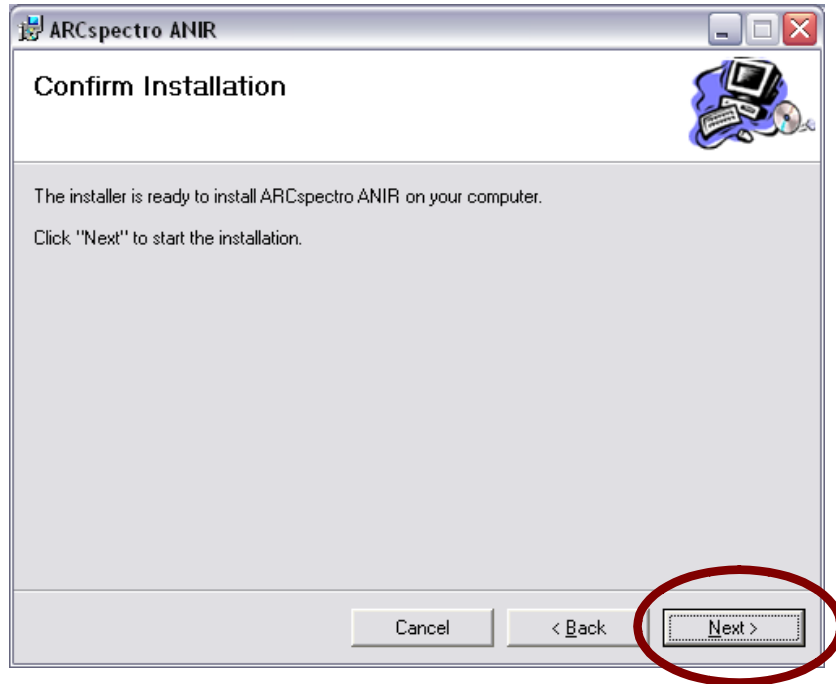 ARCspectro ANIR
Confirm Installation
The installer is ready to install ARCspectro ANIR on your computer.
Click "Next" to start the installation.
Cancel
< Back
Next >